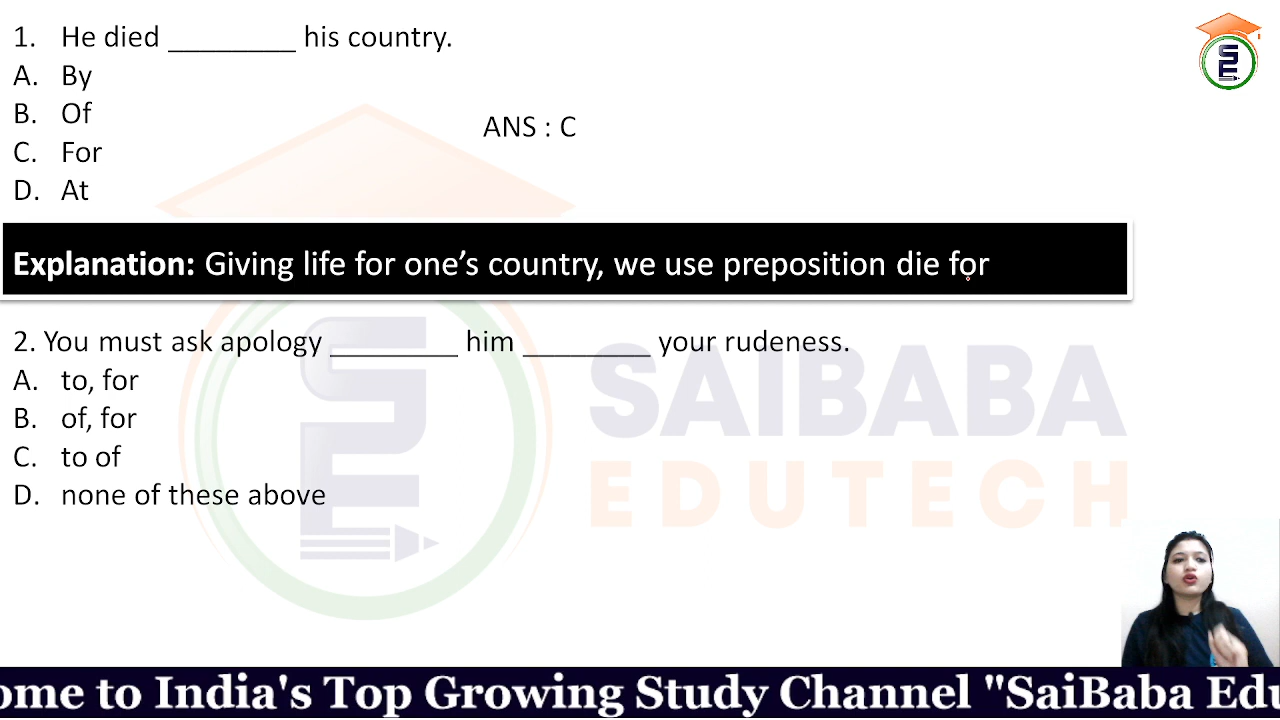 1. He died _________ his country.
A. By
B. Of
C. For
D. At
ANS : C
Explanation: Giving life for one’s country, we use preposition die for
2. You must ask apology _________ him _________ your rudeness.
A. to, for
B. of, for
C. to of
D. none of these above
SAIBABA
EDUTECH
ome to India's Top Growing Study Channel "SaiBaba Edu